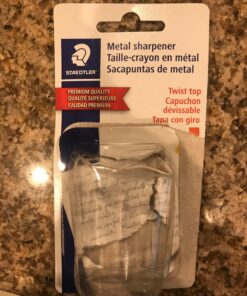 STAEDTLER
Metal sharpener
Taille-crayon en métal
Sacapuntas de metal
PREMIUM QUALITY
QUALITÉ SUPÉRIEURE
CALIDAD PREMIUM
Twist top
Capuchon
dévissable
Tapa con giro